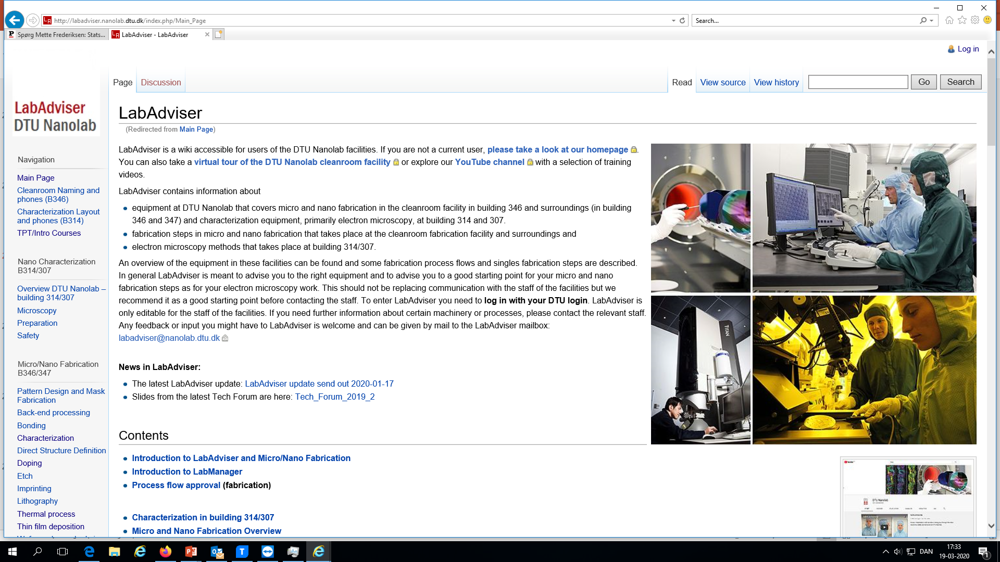 http://labadviser.nanolab.dtu.dk/index.php/Main_Page
Search...
Spørg Mette Frederiksen: Stats...
LabAdviser - LabAdviser
Log in
Page
Discussion
Read
View source
View history
Go
Search
LabAdviser
DTU Nanolab
LabAdviser
(Redirected from Main Page)
LabAdviser is a wiki accessible for users of the DTU Nanolab facilities. If you are not a current user, please take a look at our homepage.
You can also take a virtual tour of the DTU Nanolab cleanroom facility or explore our YouTube channel with a selection of training
videos.
LabAdviser contains information about
equipment at DTU Nanolab that covers micro and nano fabrication in the cleanroom facility in building 346 and surroundings (in building
346 and 347) and characterization equipment, primarily electron microscopy, at building 314 and 307.
fabrication steps in micro and nano fabrication that takes place at the cleanroom fabrication facility and surroundings and
electron microscopy methods that takes place at building 314/307.
An overview of the equipment in these facilities can be found and some fabrication process flows and singles fabrication steps are described.
In general LabAdviser is meant to advise you to the right equipment and to advise you to a good starting point for your micro and nano
fabrication steps as for your electron microscopy work. This should not be replacing communication with the staff of the facilities but we
recommend it as a good starting point before contacting the staff. To enter LabAdviser you need to log in with your DTU login. LabAdviser is
only editable for the staff of the facilities. If you need further information about certain machinery or processes, please contact the relevant staff.
Any feedback or input you might have to LabAdviser is welcome and can be given by mail to the LabAdviser mailbox:
labadviser@nanolab.dtu.dk
News in LabAdviser:
The latest LabAdviser update: LabAdviser update send out 2020-01-17
Slides from the latest Tech Forum are here: Tech_Forum_2019_2
Contents
Introduction to LabAdviser and Micro/Nano Fabrication
Introduction to LabManager
Process flow approval (fabrication)
Characterization in building 314/307
Micro and Nano Fabrication Overview
Navigation
Main Page
Cleanroom Naming and
phones (B346)
Characterization Layout
and phones (B314)
TPT/Intro Courses
Nano Characterization
B314/307
Overview DTU Nanolab –
building 314/307
Microscopy
Preparation
Safety
Micro/Nano Fabrication
B346/347
Pattern Design and Mask
Fabrication
Back-end processing
Bonding
Characterization
Direct Structure Definition
Doping
Etch
Imprinting
Lithography
Thermal process
Thin film deposition
TITAN
DTU Nanolab
DAN
17:33
19-03-2020
1